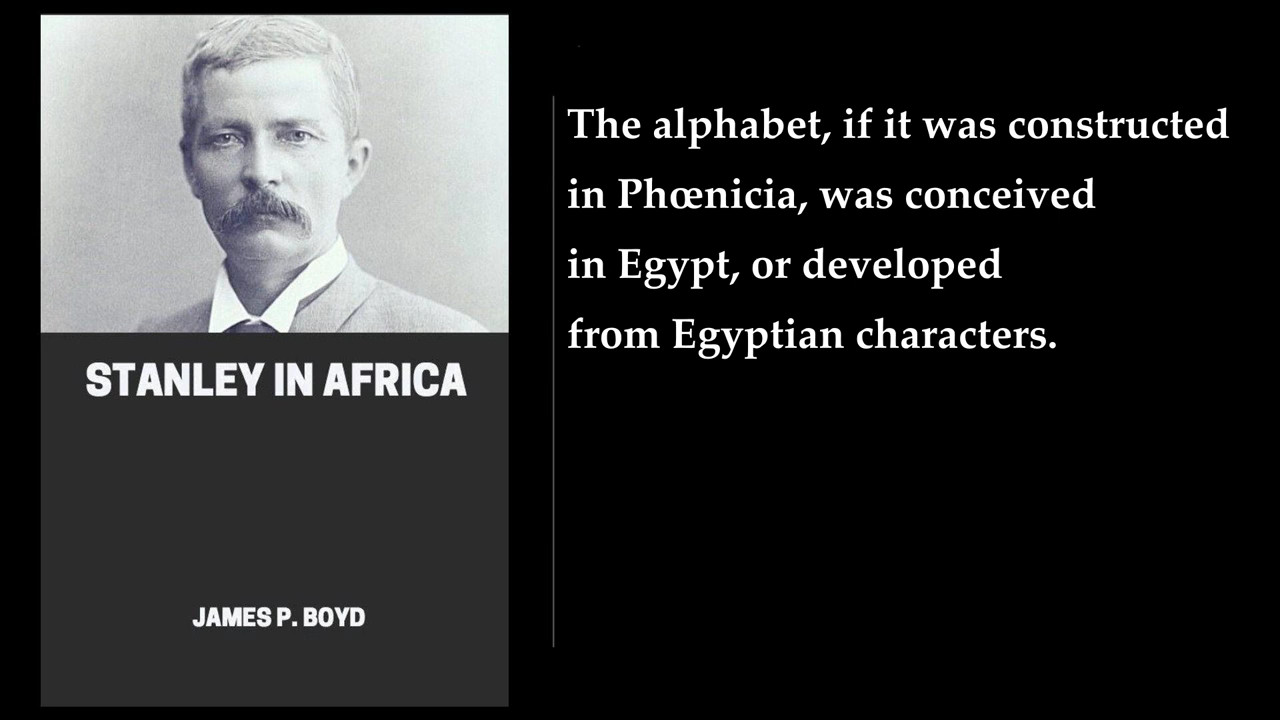 STANLEY IN AFRICA
JAMES P. BOYD
The alphabet, if it was constructed
in Phœnicia, was conceived
in Egypt, or developed
from Egyptian characters.